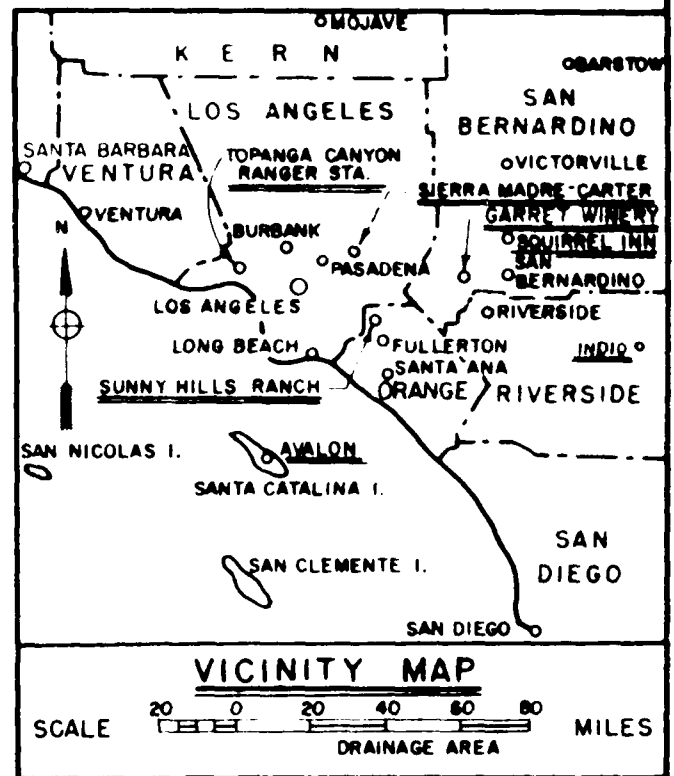 MOJAVE
KERN
BARSTOW
LOS ANGELES
SAN
BERNARDINO
SANTA BARBARA
VENTURA
TOPANGA CANYON
RANGER STA.
VICTORVILLE
SIERRA MADRE-CARTER
GARRET WINERY
VENTURA
N
BURBANK
SQUIRREL INN
PASADENA
SAN
BERNARDINO
LOS ANGELES
RIVERSIDE
LONG BEACH
FULLERTON
INDIO
SANTA ANA
SUNNY HILLS RANCH
ORANGE
RIVERSIDE
SAN NICOLAS I.
AVALON
SANTA CATALINA I.
SAN CLEMENTE I.
SAN
DIEGO
SAN DIEGO
VICINITY MAP
20 0 20 40 60 80
SCALE
MILES
DRAINAGE AREA